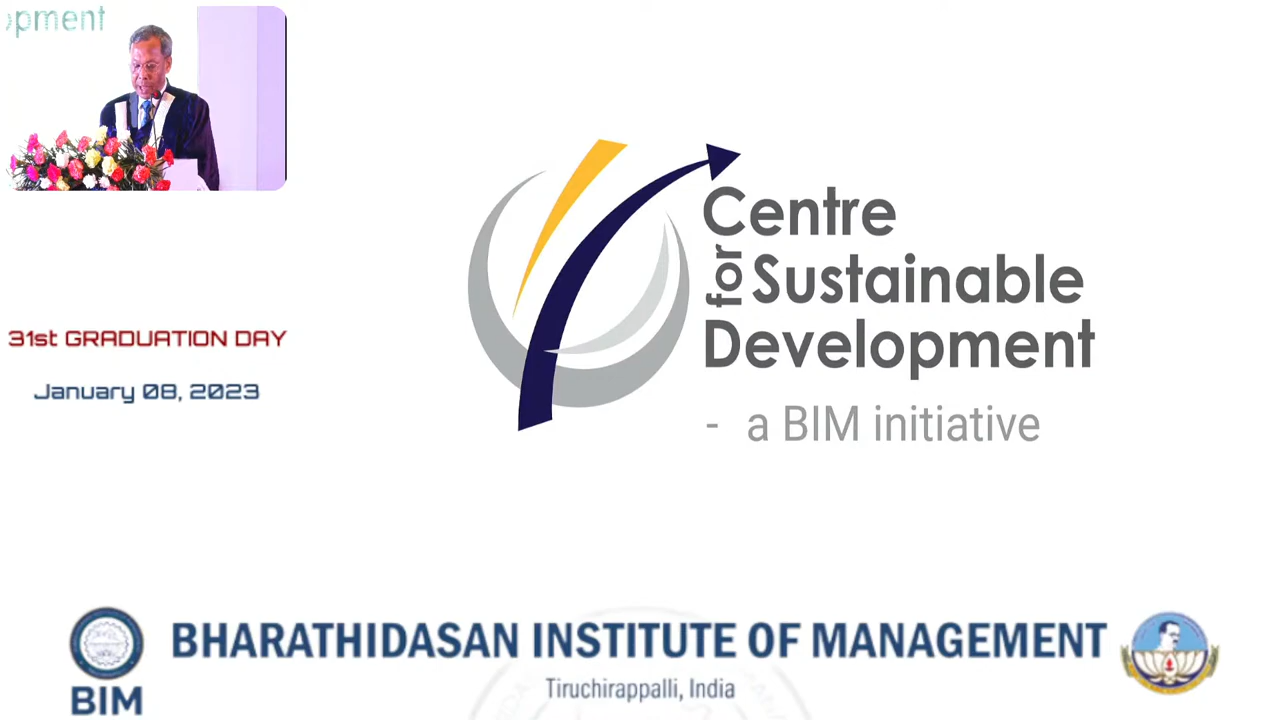 opment
31st GRADUATION DAY
January 08, 2023
Centre
for Sustainable
Development
- a BIM initiative
BHARATHIDASAN INSTITUTE OF MANAGEMENT
Tiruchirappalli, India
BIM